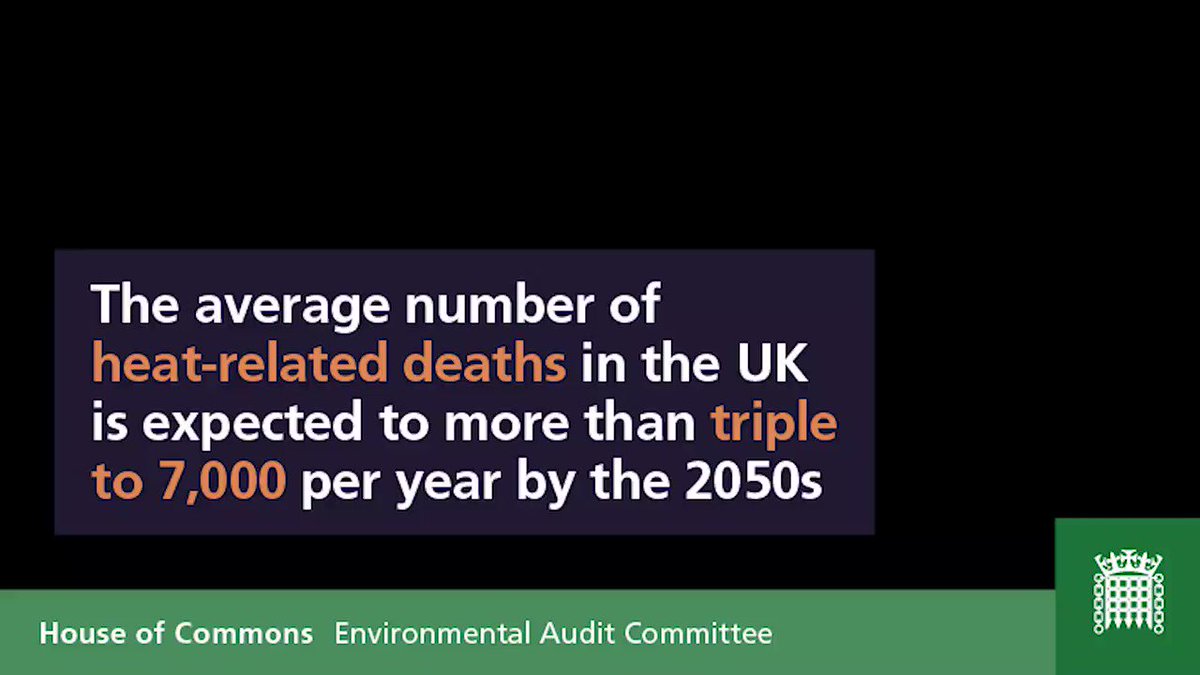 The average number of
heat-related deaths in the UK
is expected to more than triple
to 7,000 per year by the 2050s
House of Commons Environmental Audit Committee